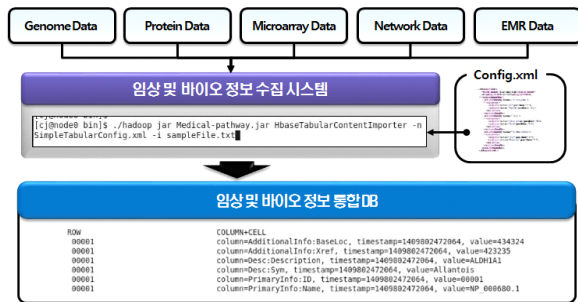 Genome Data
Protein Data
Microarray Data
Network Data
EMR Data
임상 및 바이오 정보 수집 시스템
Config.xml
[cj@node0 bin]$ ./hadoop jar Medical-pathway.jar HbaseTabularContentImporter -n
SimpleTabularConfig.xml -i sampleFile.txt
임상 및 바이오 정보 통합 DB
ROW COLUMN+CELL
00001 column=AdditionalInfo:BaseLoc, timestamp=1409802472064, value=434324
00001 column=AdditionalInfo:Xref, timestamp=1409802472064, value=423235
00001 column=Desc:Description, timestamp=1409802472064, value=ALDH1A1
00001 column=Desc:Sym, timestamp=1409802472064, value=Allantois
00001 column=PrimaryInfo:ID, timestamp=1409802472064, value=00001
00001 column=PrimaryInfo:Name, timestamp=1409802472064, value=NP_000680.1